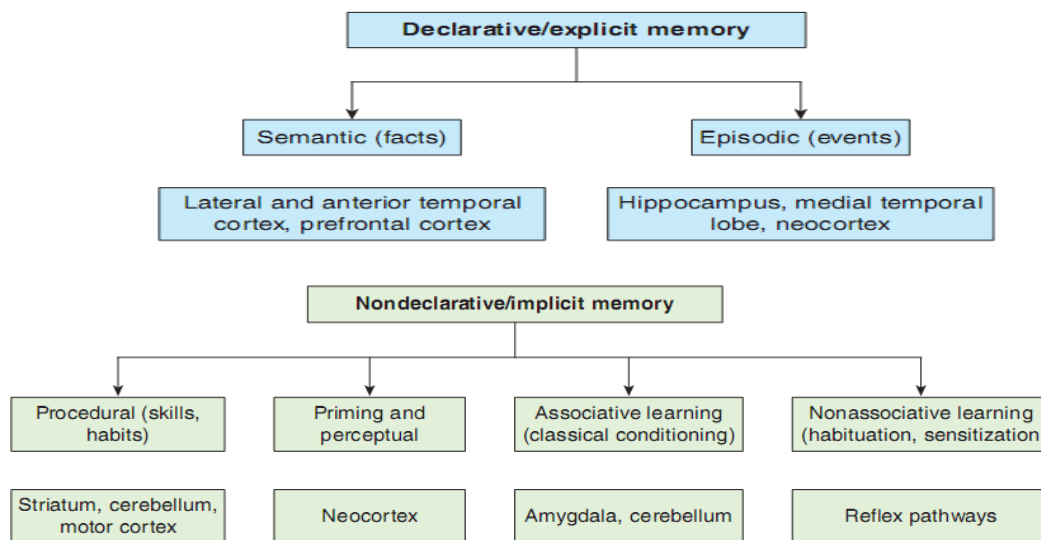 Declarative/explicit memory
Semantic (facts)
Episodic (events)
Lateral and anterior temporal
cortex, prefrontal cortex
Hippocampus, medial temporal
lobe, neocortex
Nondeclarative/implicit memory
Procedural (skills,
habits)
Priming and
perceptual
Associative learning
(classical conditioning)
Nonassociative learning
(habituation, sensitization
Striatum, cerebellum,
motor cortex
Neocortex
Amygdala, cerebellum
Reflex pathways